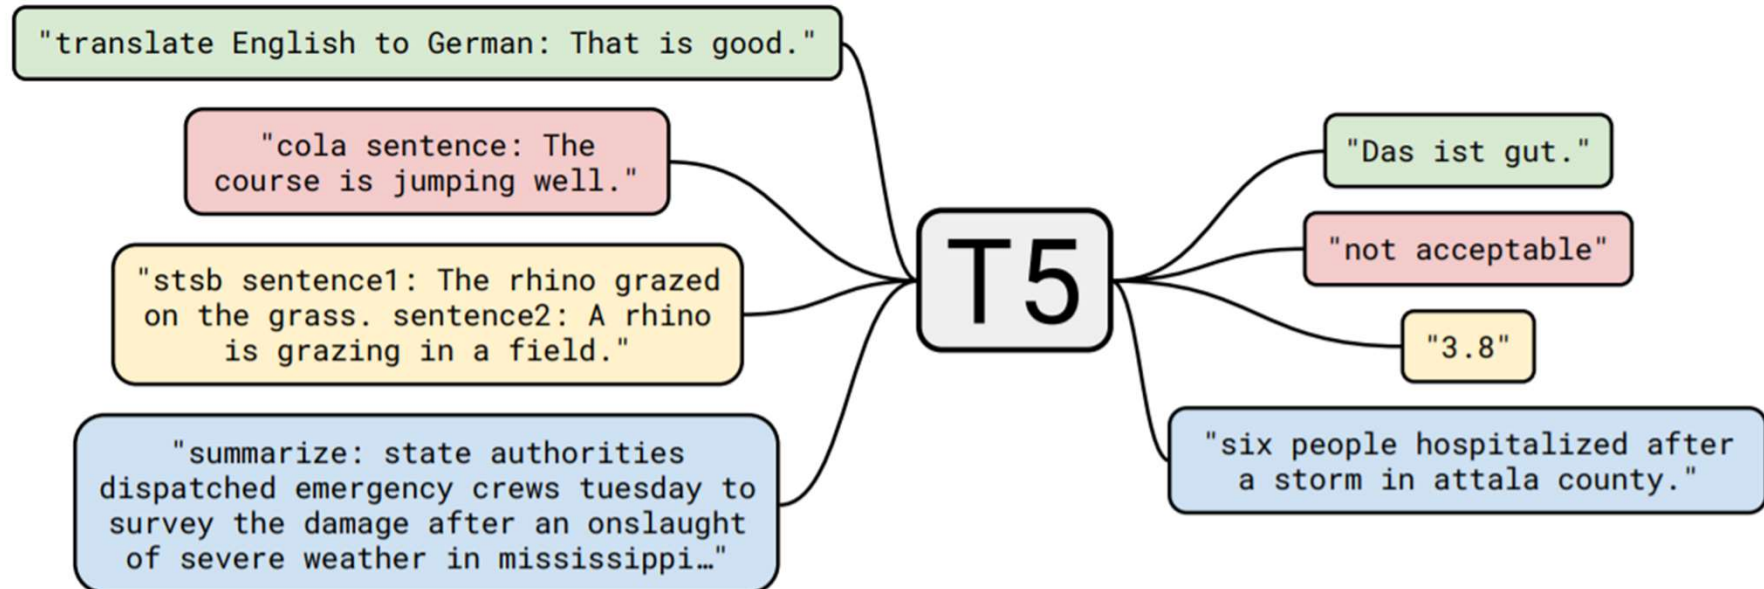 "translate English to German: That is good."
"cola sentence: The
course is jumping well."
"stsb sentence1: The rhino grazed
on the grass. sentence2: A rhino
is grazing in a field."
"summarize: state authorities
dispatched emergency crews tuesday to
survey the damage after an onslaught
of severe weather in mississippi…"
T5
"Das ist gut."
"not acceptable"
"3.8"
"six people hospitalized after
a storm in attala county."